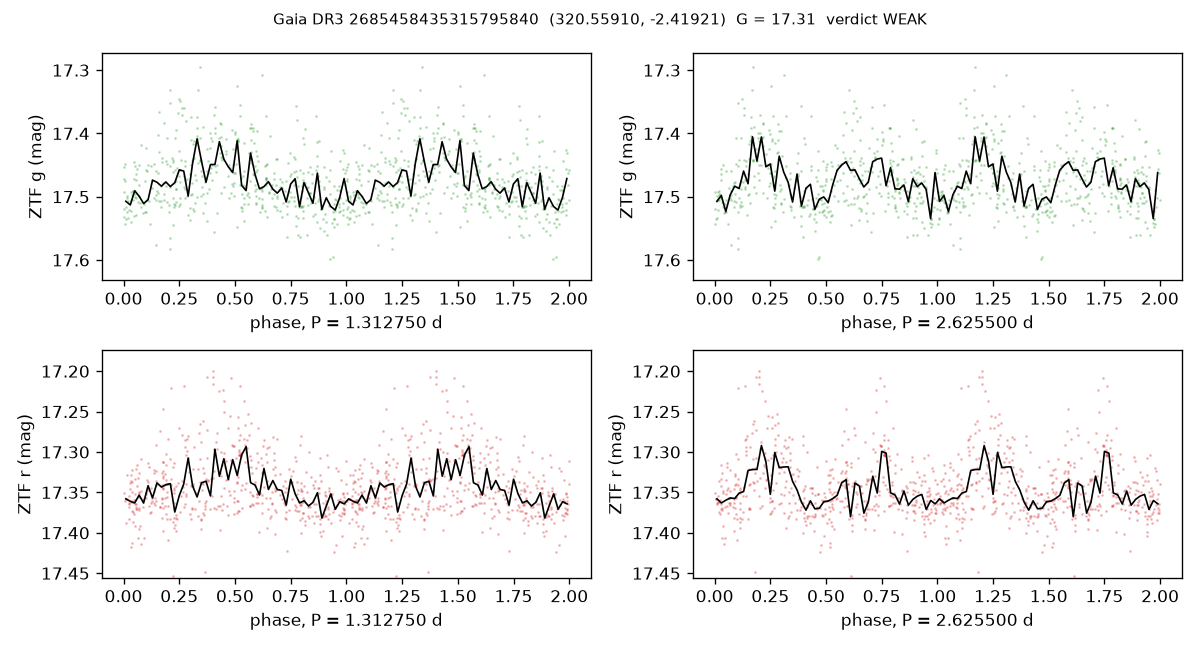 Gaia DR3 2685458435315795840 (320.55910, -2.41921) G = 17.31 verdict WEAK
ZTF g (mag)
17.3
17.4
17.5
17.6
0.00 0.25 0.50 0.75 1.00 1.25 1.50 1.75 2.00
phase, P = 1.312750 d
ZTF g (mag)
17.3
17.4
17.5
17.6
0.00 0.25 0.50 0.75 1.00 1.25 1.50 1.75 2.00
phase, P = 2.625500 d
ZTF r (mag)
17.20
17.25
17.30
17.35
17.40
17.45
0.00 0.25 0.50 0.75 1.00 1.25 1.50 1.75 2.00
phase, P = 1.312750 d
ZTF r (mag)
17.20
17.25
17.30
17.35
17.40
17.45
0.00 0.25 0.50 0.75 1.00 1.25 1.50 1.75 2.00
phase, P = 2.625500 d